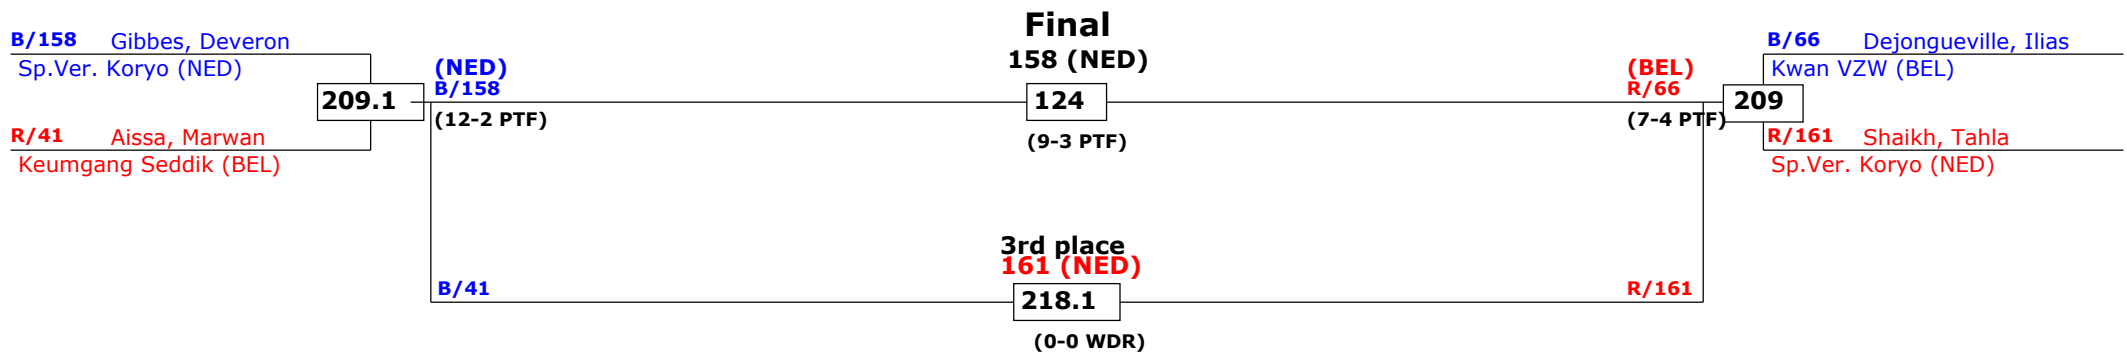 Final
158 (NED)
B/158 Gibbes, Deveron
Sp.Ver. Koryo (NED)
209.1
R/41 Aissa, Marwan
Keumgang Seddik (BEL)
(NED)
B/158
(12-2 PTF)
124
(9-3 PTF)
(BEL)
R/66
(7-4 PTF)
B/66 Dejongueville, Ilias
Kwan VZW (BEL)
209
R/161 Shaikh, Tahla
Sp.Ver. Koryo (NED)
3rd place
161 (NED)
B/41
218.1
R/161
(0-0 WDR)